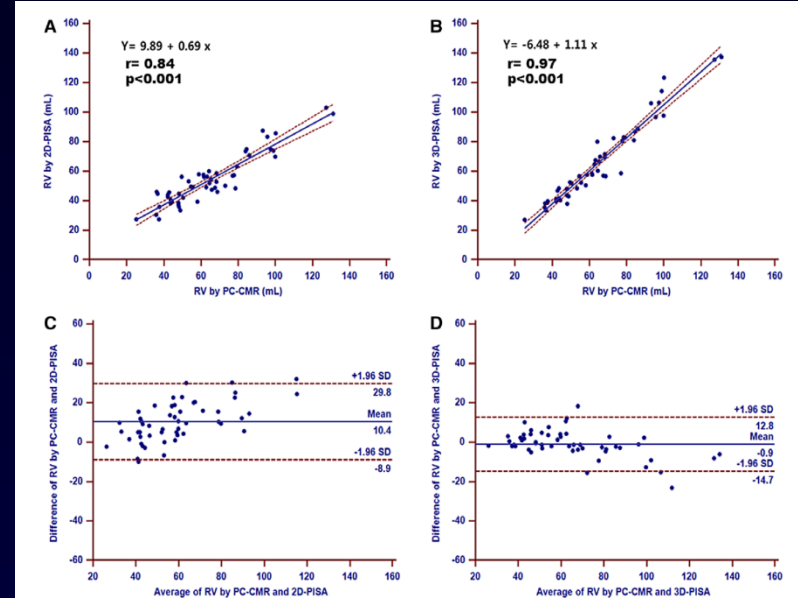 A
Y= 9.89 + 0.69 x
r= 0.84
p<0.001
RV by 2D-PISA (mL)
160
140
120
100
80
60
40
20
0
0 20 40 60 80 100 120 140 160
RV by PC-CMR (mL)
B
Y= -6.48 + 1.11 x
r= 0.97
p<0.001
RV by 3D-PISA (mL)
160
140
120
100
80
60
40
20
0
0 20 40 60 80 100 120 140 160
RV by PC-CMR (mL)
C
Difference of RV by PC-CMR and 2D-PISA
60
40
20
0
-20
-40
-60
+1.96 SD
29.8
Mean
10.4
-1.96 SD
-8.9
20 40 60 80 100 120 140 160
Average of RV by PC-CMR and 2D-PISA
D
Difference of RV by PC-CMR and 3D-PISA
60
40
20
0
-20
-40
-60
+1.96 SD
12.8
Mean
-0.9
-1.96 SD
-14.7
20 40 60 80 100 120 140 160
Average of RV by PC-CMR and 3D-PISA